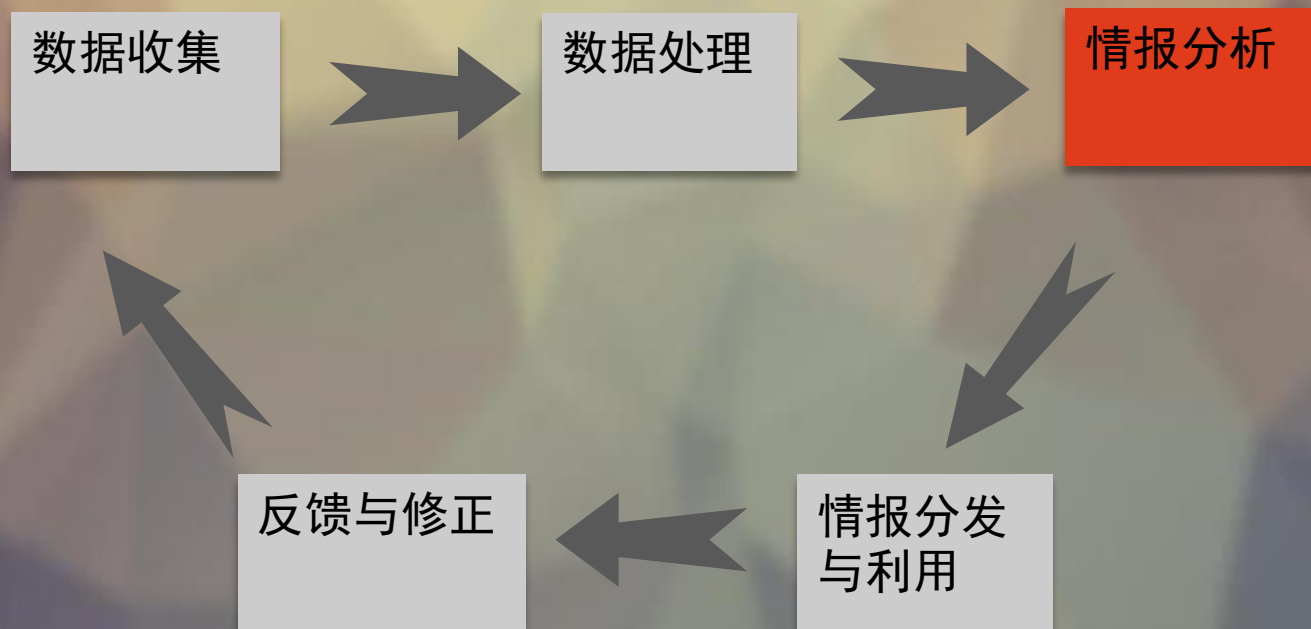 数据收集
数据处理
情报分析
情报分发
与利用
反馈与修正